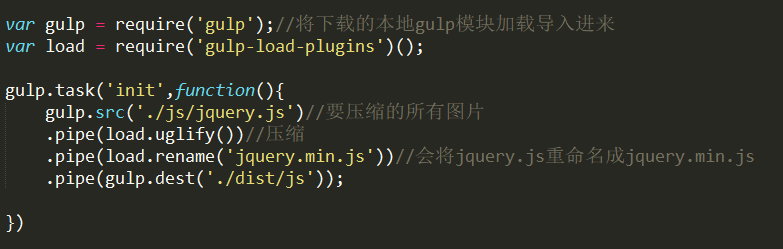 var gulp = require('gulp');//将下载的本地gulp模块加载导入进来
var load = require('gulp-load-plugins')();
gulp.task('init',function(){
gulp.src('./js/jquery.js')//要压缩的所有图片
.pipe(load.uglify())//压缩
.pipe(load.rename('jquery.min.js'))//会将jquery.js重命名成jquery.min.js
.pipe(gulp.dest('./dist/js'));
})